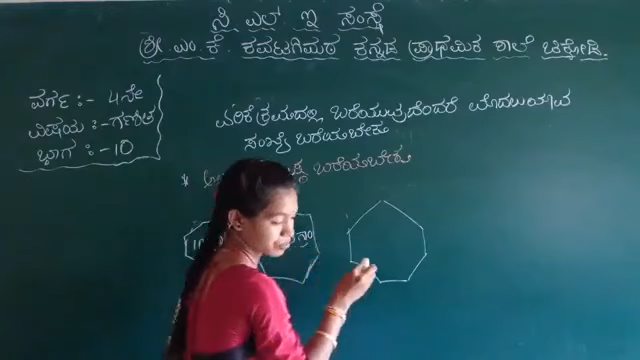 ಸಿ ಎಲ್ ಇ ಸಂಸ್ಥೆ
ಶ್ರೀ ಎಂ. ಕೆ. ಕವಟಗಿಮಠ ಕನ್ನಡ ಪ್ರಾಥಮಿಕ ಶಾಲೆ ಚಿಕ್ಕೋಡಿ.
ವರ್ಗ :- 4ನೇ
ವಿಷಯ :- ಗಣಿತ
ಭಾಗ :- 10
ಏರಿಕೆ ಕ್ರಮದಲ್ಲಿ ಬರೆಯುವುದೆಂದರೆ ಮೊದಲು
ಸಂಖ್ಯೆ ಬರೆಯಬೇಕು
* ಬರೆಯಬೇಕು